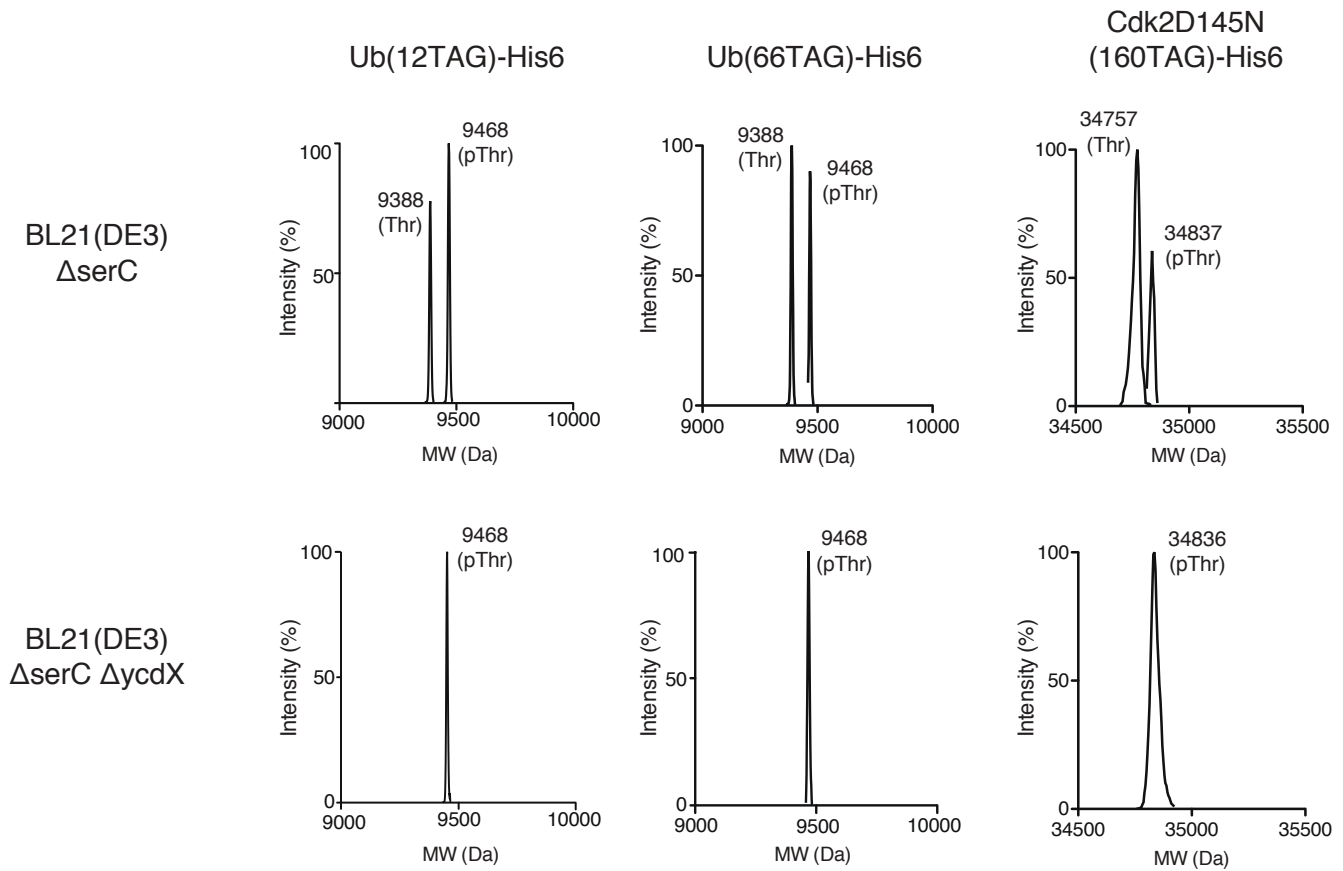 Ub(12TAG)-His6
Ub(66TAG)-His6
Cdk2D145N
(160TAG)-His6
BL21(DE3)
ΔserC
Intensity (%)
100
50
0
9388
(Thr)
9468
(pThr)
9000
9500
10000
MW (Da)
Intensity (%)
100
50
0
9388
(Thr)
9468
(pThr)
9000
9500
10000
MW (Da)
Intensity (%)
100
50
0
34757
(Thr)
34837
(pThr)
34500
35000
35500
MW (Da)
BL21(DE3)
ΔserC ΔycdX
Intensity (%)
100
50
0
9468
(pThr)
9000
9500
10000
MW (Da)
Intensity (%)
100
50
0
9468
(pThr)
9000
9500
10000
MW (Da)
Intensity (%)
100
50
0
34836
(pThr)
34500
35000
35500
MW (Da)